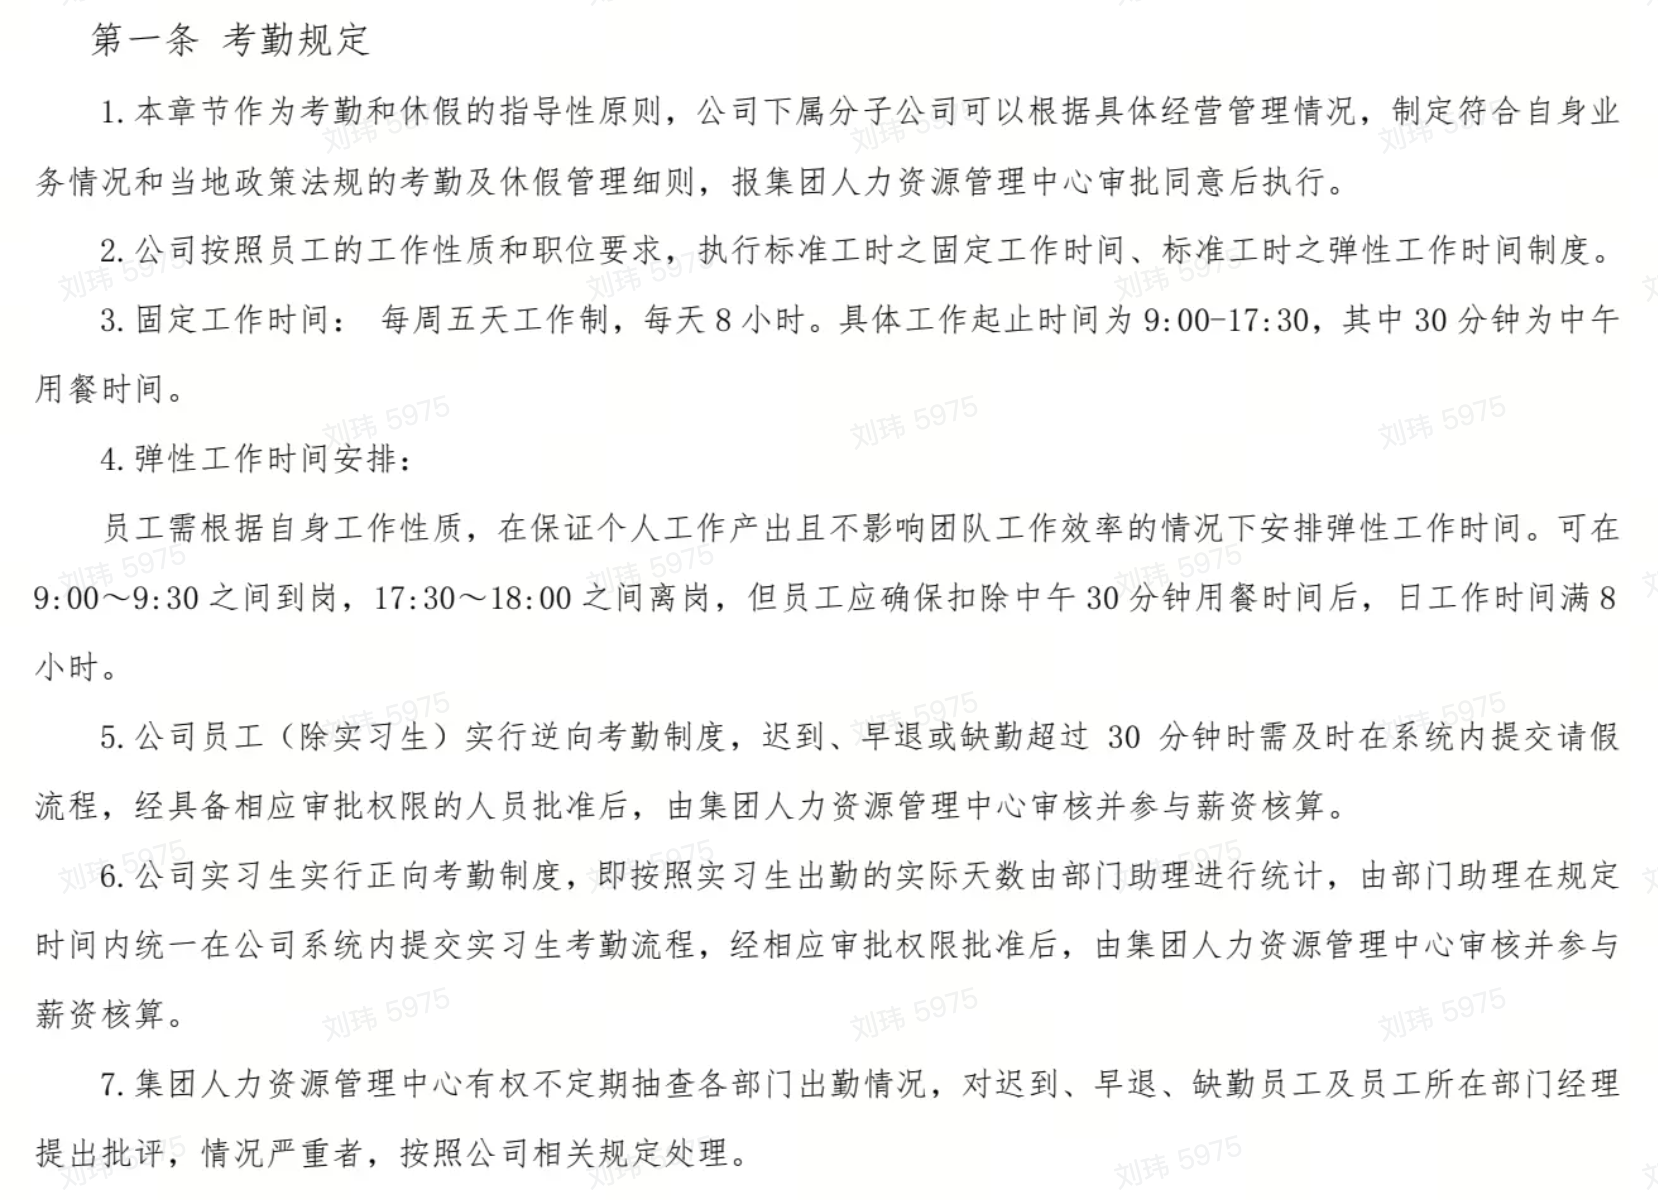 第一条 考勤规定
1.本章节作为考勤和休假的指导性原则，公司下属分子公司可以根据具体经营管理情况，制定符合自身业
务情况和当地政策法规的考勤及休假管理细则，报集团人力资源管理中心审批同意后执行。
2.公司按照员工的工作性质和职位要求，执行标准工时之固定工作时间、标准工时之弹性工作时间制度。
3.固定工作时间： 每周五天工作制，每天8小时。具体工作起止时间为9:00-17:30，其中30分钟为中午
用餐时间。
4.弹性工作时间安排：
员工需根据自身工作性质，在保证个人工作产出且不影响团队工作效率的情况下安排弹性工作时间。可在
9:00～9:30之间到岗，17:30～18:00之间离岗，但员工应确保扣除中午30分钟用餐时间后，日工作时间满8
小时。
5.公司员工（除实习生）实行逆向考勤制度，迟到、早退或缺勤超过 30 分钟时需及时在系统内提交请假
流程，经具备相应审批权限的人员批准后，由集团人力资源管理中心审核并参与薪资核算。
6.公司实习生实行正向考勤制度，即按照实习生出勤的实际天数由部门助理进行统计，由部门助理在规定
时间内统一在公司系统内提交实习生考勤流程，经相应审批权限批准后，由集团人力资源管理中心审核并参与
薪资核算。
7.集团人力资源管理中心有权不定期抽查各部门出勤情况，对迟到、早退、缺勤员工及员工所在部门经理
提出批评，情况严重者，按照公司相关规定处理。
刘玮 5975